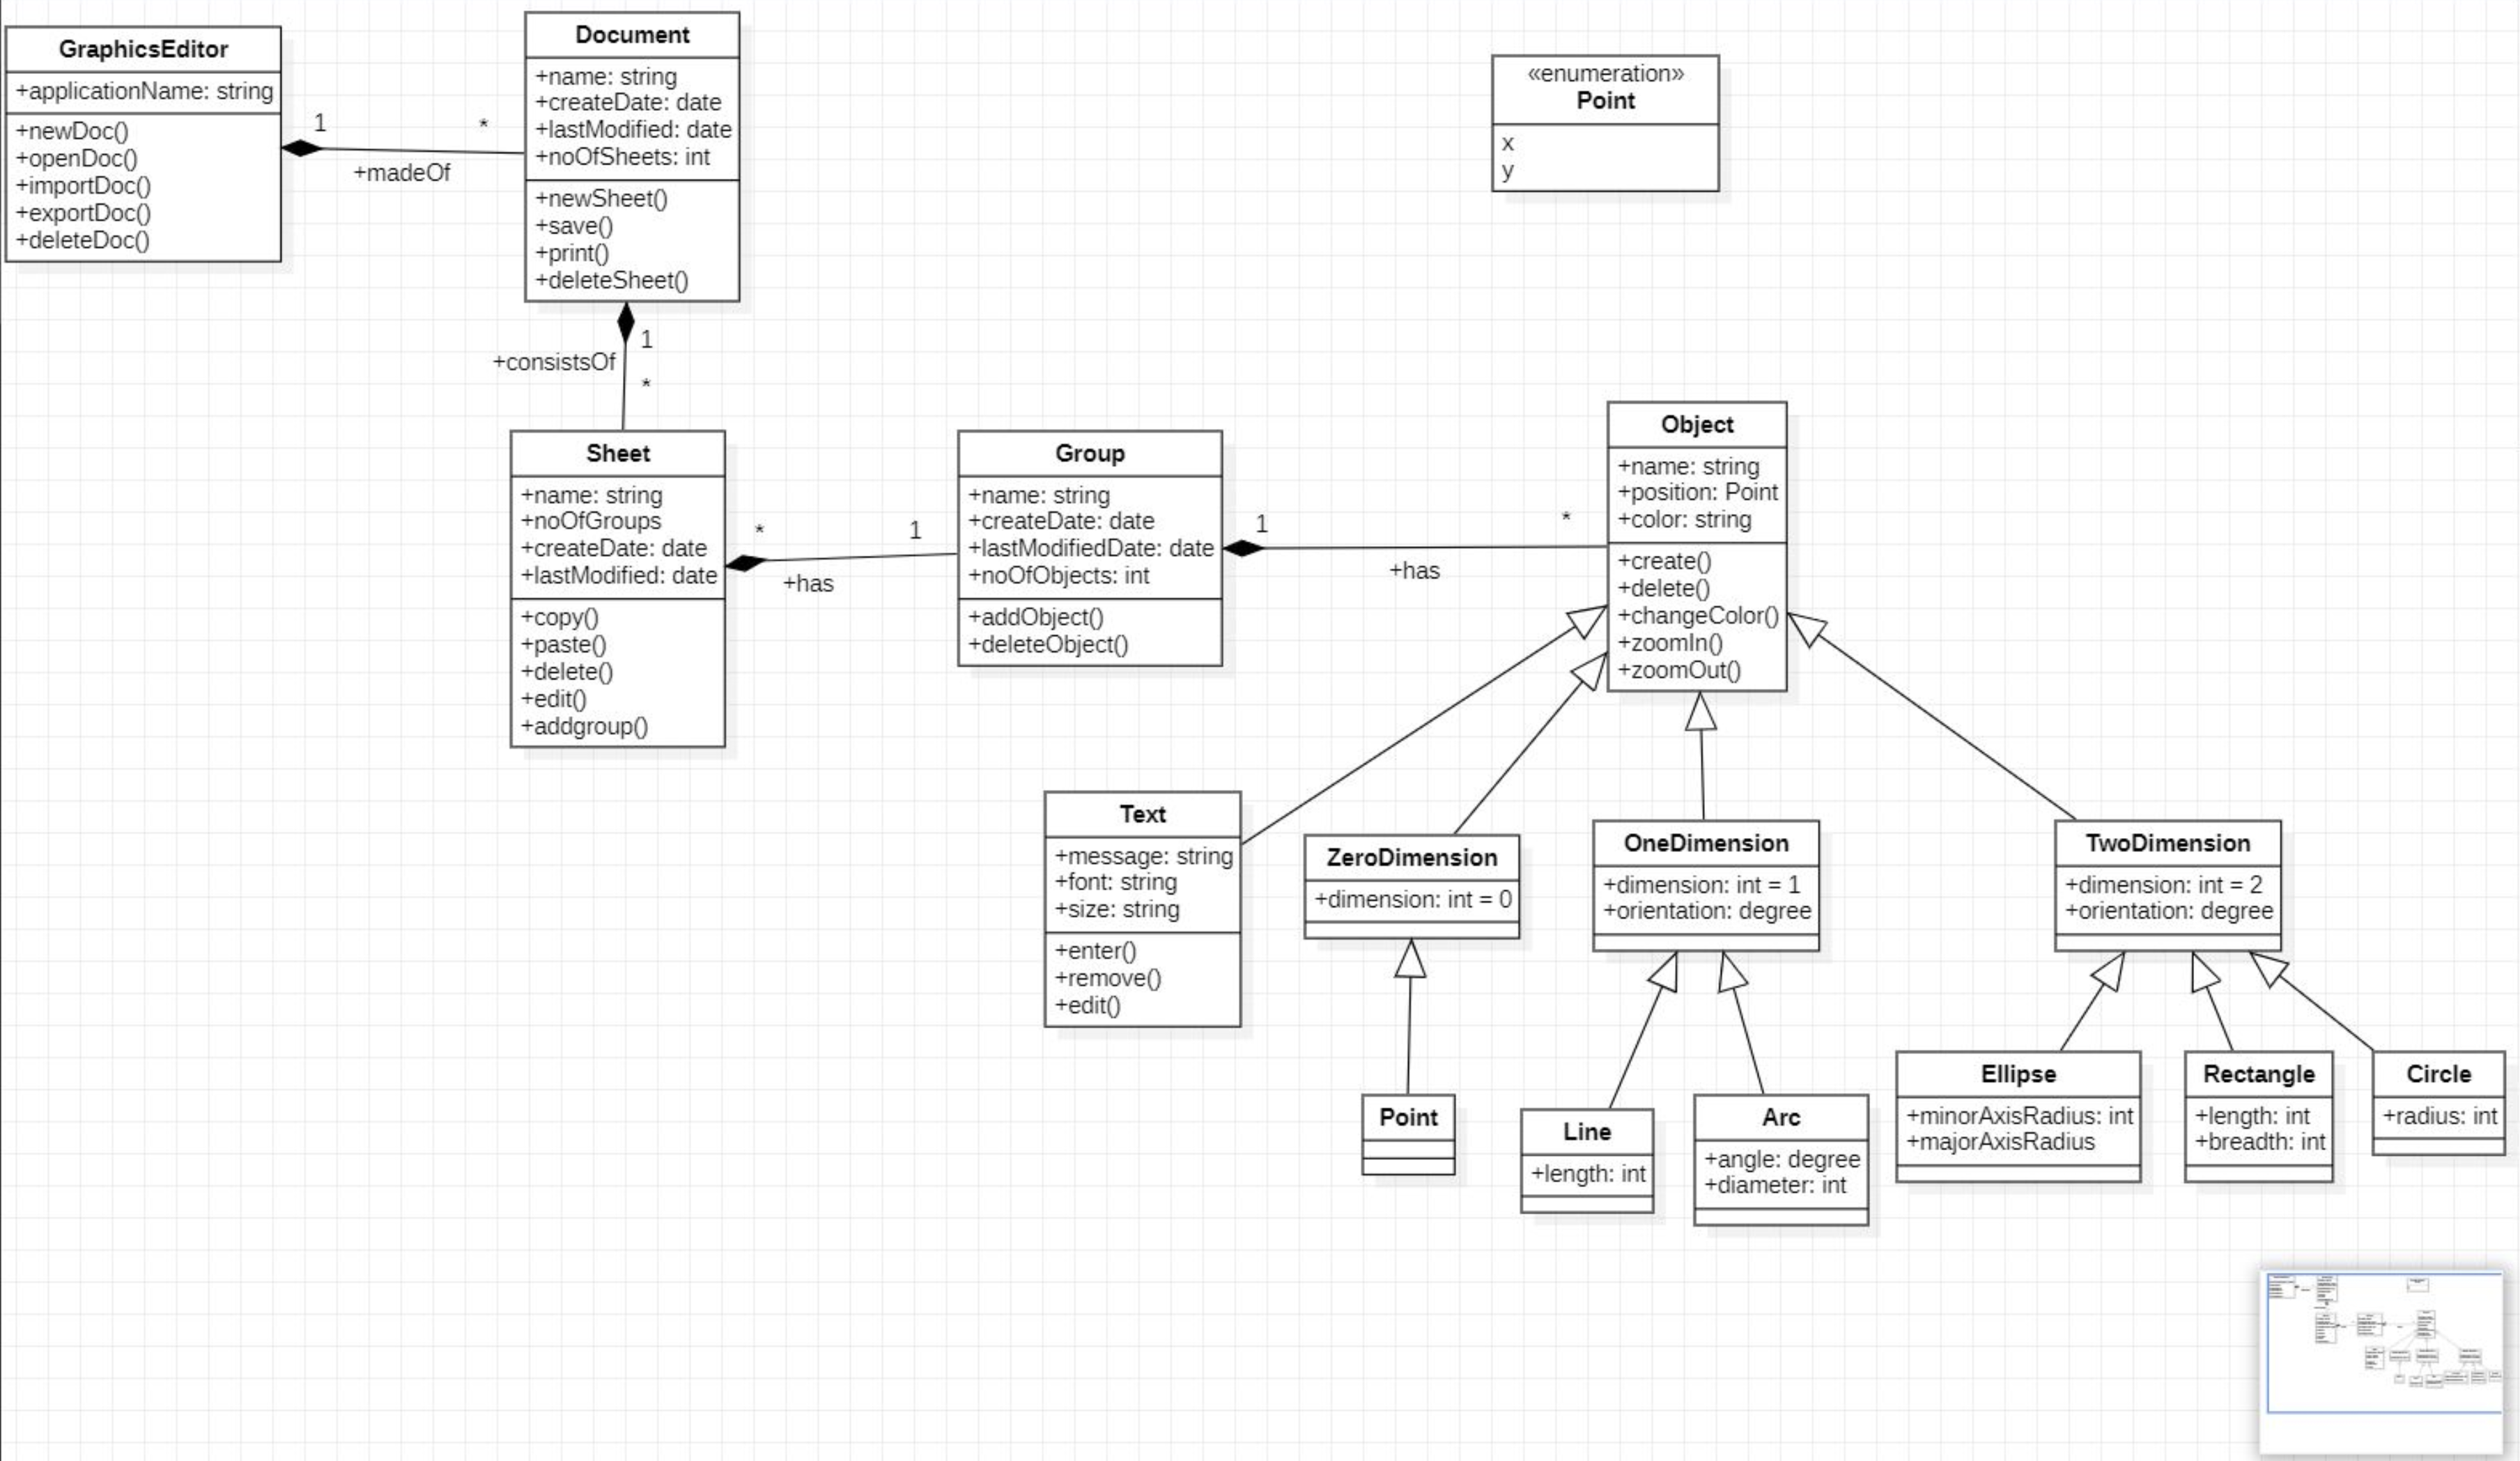 GraphicsEditor
+applicationName: string
+newDoc()
+openDoc()
+importDoc()
+exportDoc()
+deleteDoc()
1
*
+madeOf
Document
+name: string
+createDate: date
+lastModified: date
+noOfSheets: int
+newSheet()
+save()
+print()
+deleteSheet()
«enumeration»
Point
x
y
1
+consistsOf
*
Sheet
+name: string
+noOfGroups
+createDate: date
+lastModified: date
+copy()
+paste()
+delete()
+edit()
+addgroup()
*
1
+has
Group
+name: string
+createDate: date
+lastModifiedDate: date
+noOfObjects: int
+addObject()
+deleteObject()
1
*
+has
Object
+name: string
+position: Point
+color: string
+create()
+delete()
+changeColor()
+zoomIn()
+zoomOut()
Text
+message: string
+font: string
+size: string
+enter()
+remove()
+edit()
ZeroDimension
+dimension: int = 0
OneDimension
+dimension: int = 1
+orientation: degree
TwoDimension
+dimension: int = 2
+orientation: degree
Point
Line
+length: int
Arc
+angle: degree
+diameter: int
Ellipse
+minorAxisRadius: int
+majorAxisRadius
Rectangle
+length: int
+breadth: int
Circle
+radius: int